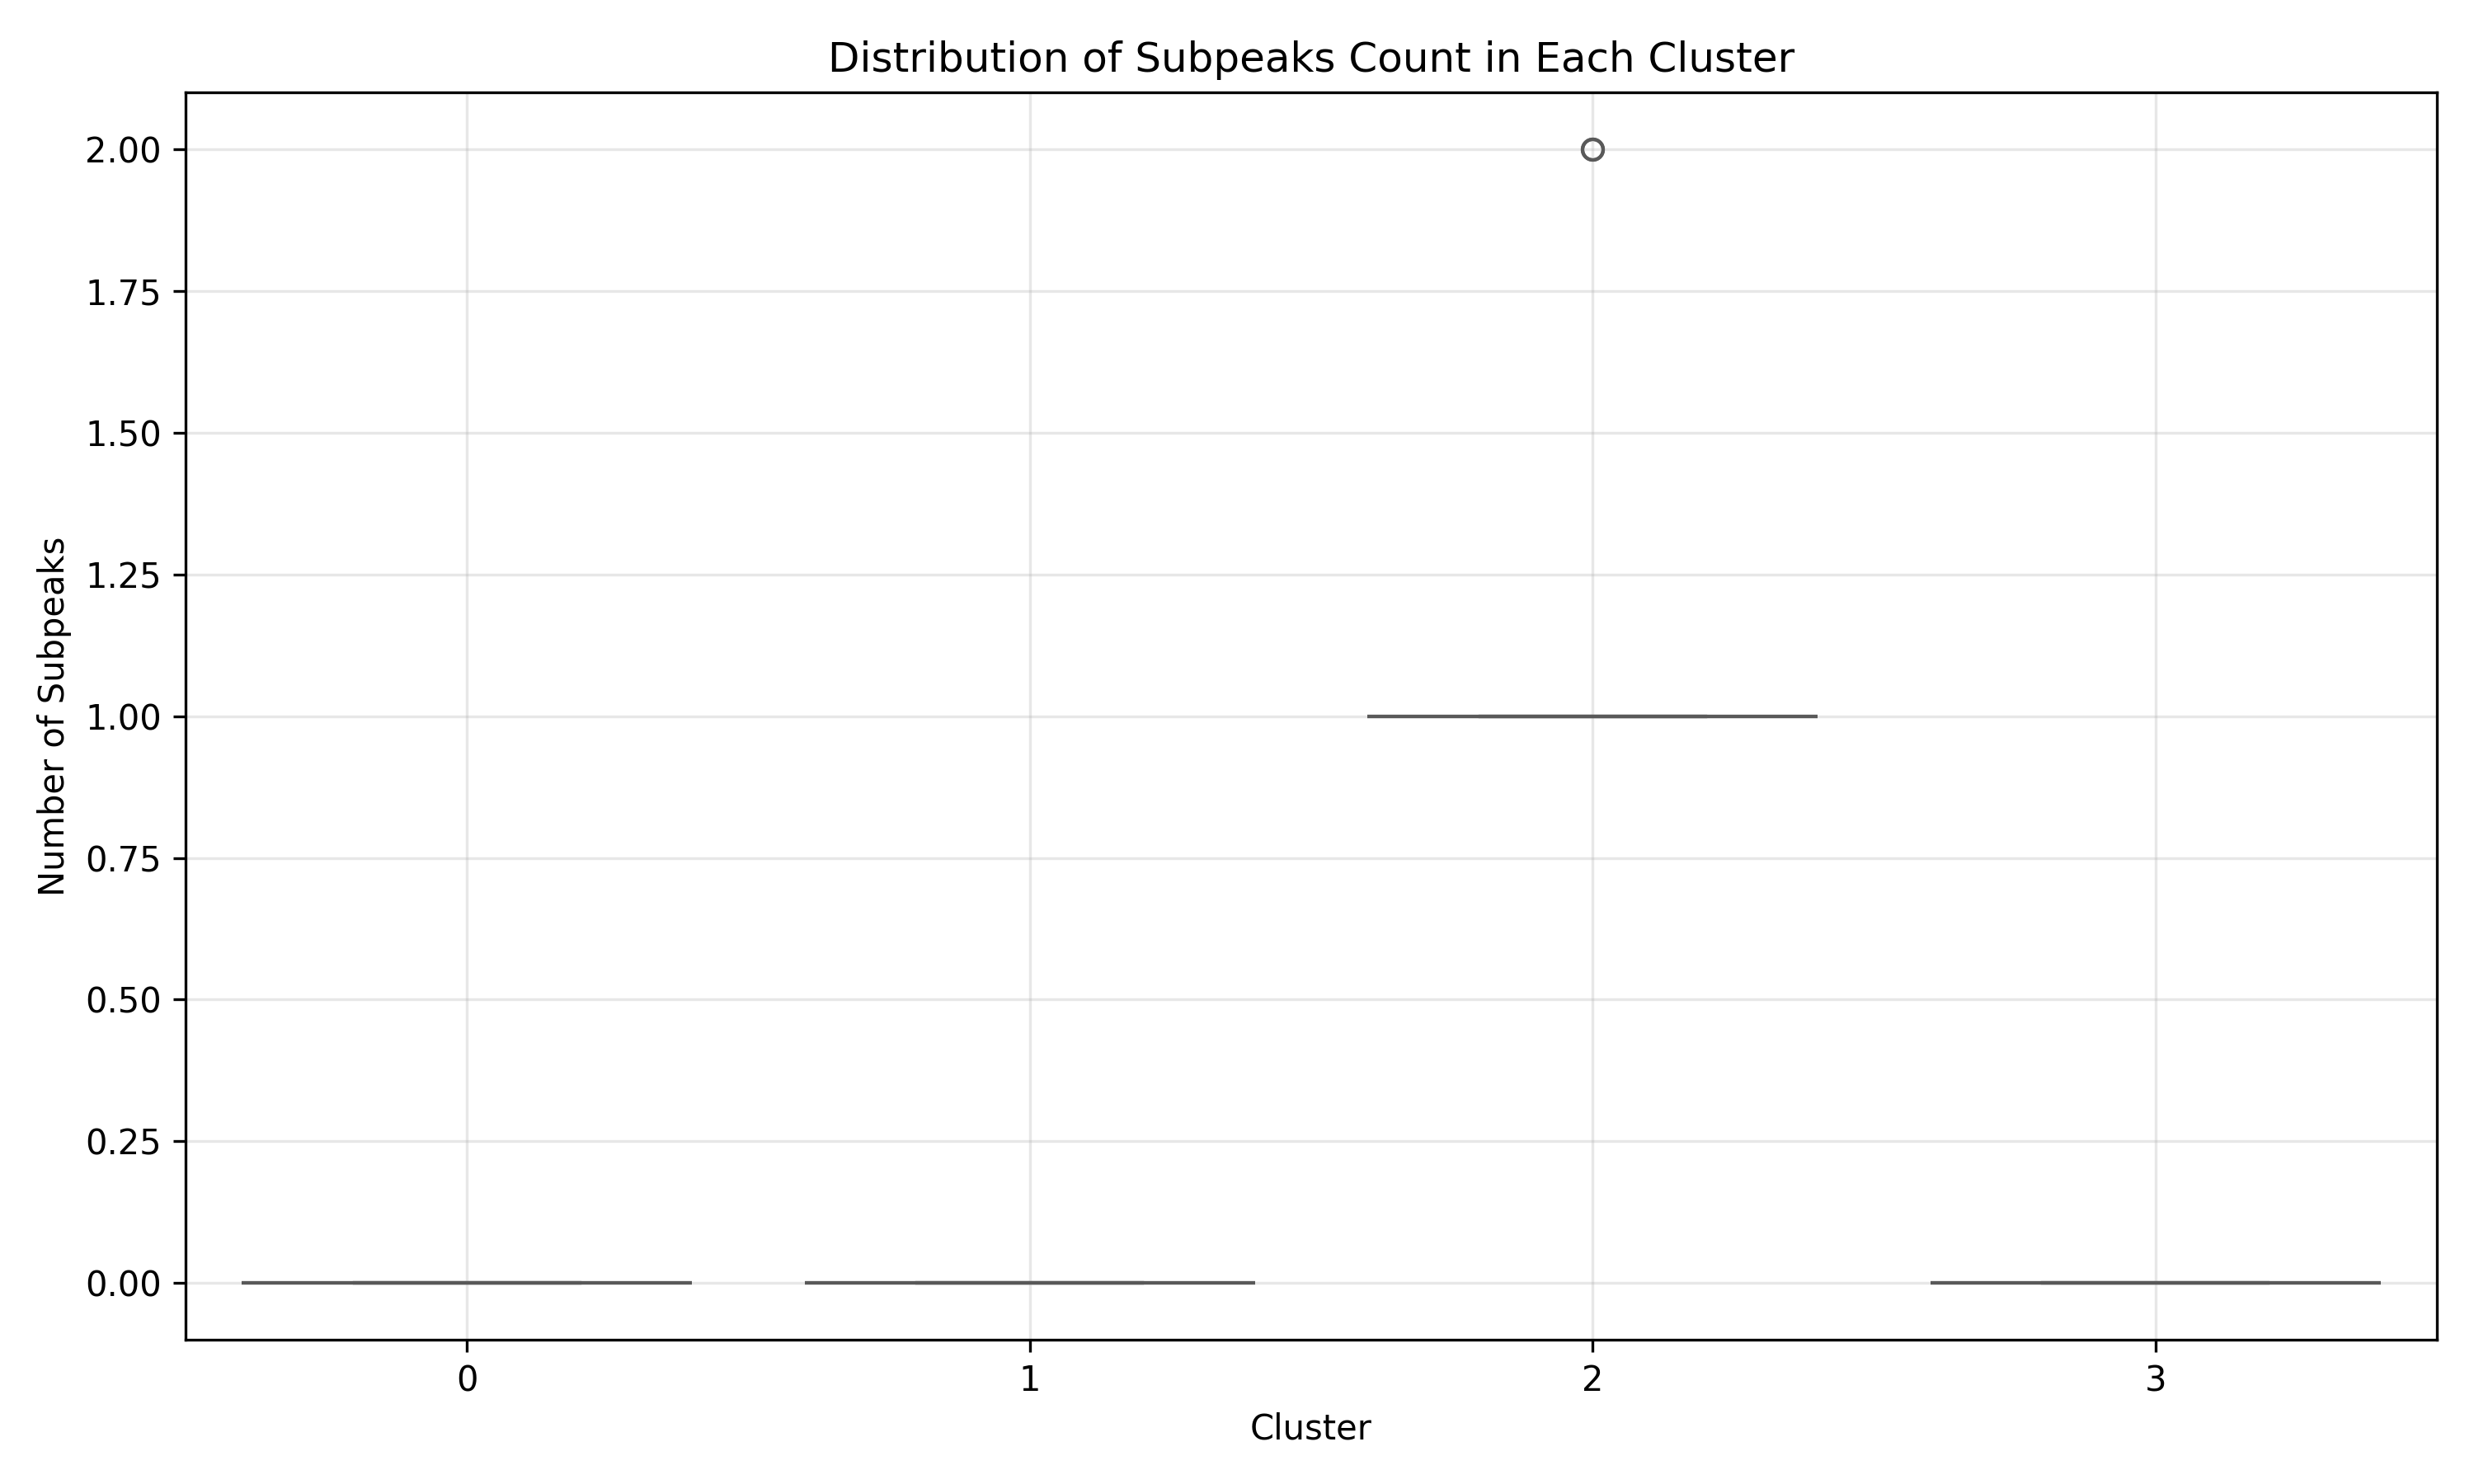 Distribution of Subpeaks Count in Each Cluster
Number of Subpeaks
2.00
1.75
1.50
1.25
1.00
0.75
0.50
0.25
0.00
0 1 2 3
Cluster